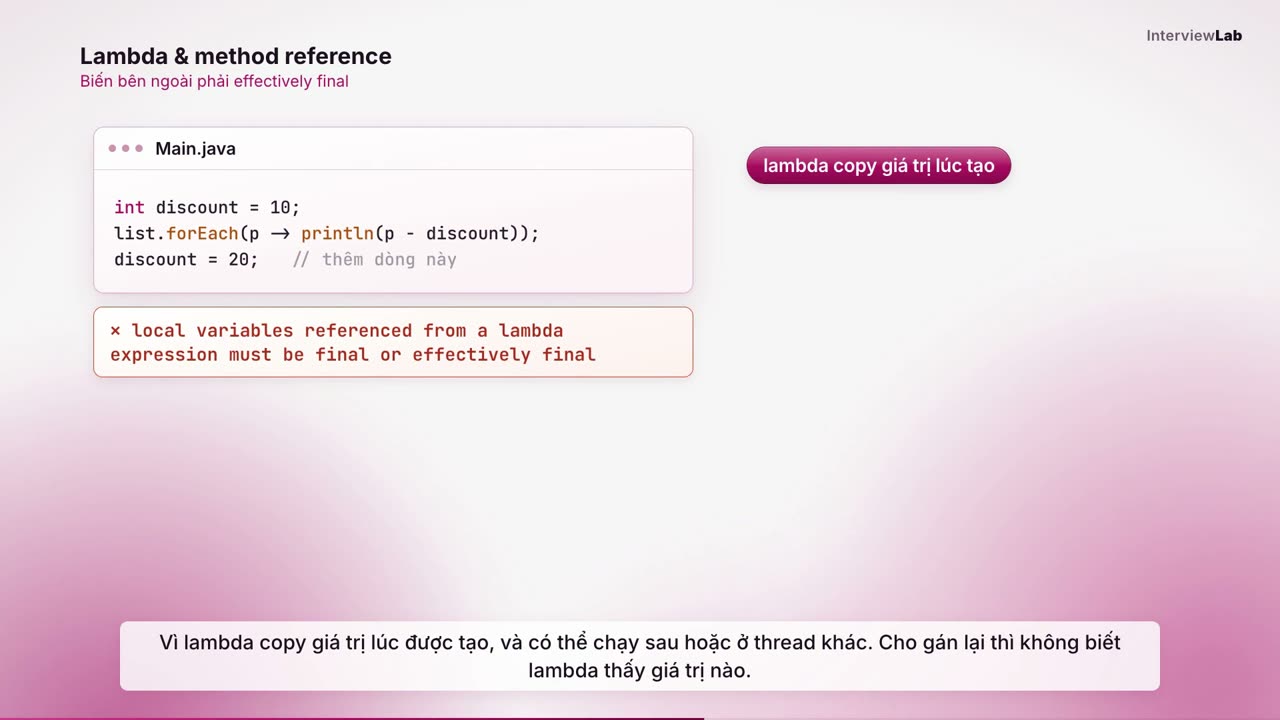 InterviewLab
Lambda & method reference
Biến bên ngoài phải effectively final
Main.java
int discount = 10;
list.forEach(p -> println(p - discount));
discount = 20;   // thêm dòng này
× local variables referenced from a lambda
expression must be final or effectively final
lambda copy giá trị lúc tạo
Vì lambda copy giá trị lúc được tạo, và có thể chạy sau hoặc ở thread khác. Cho gán lại thì không biết
lambda thấy giá trị nào.